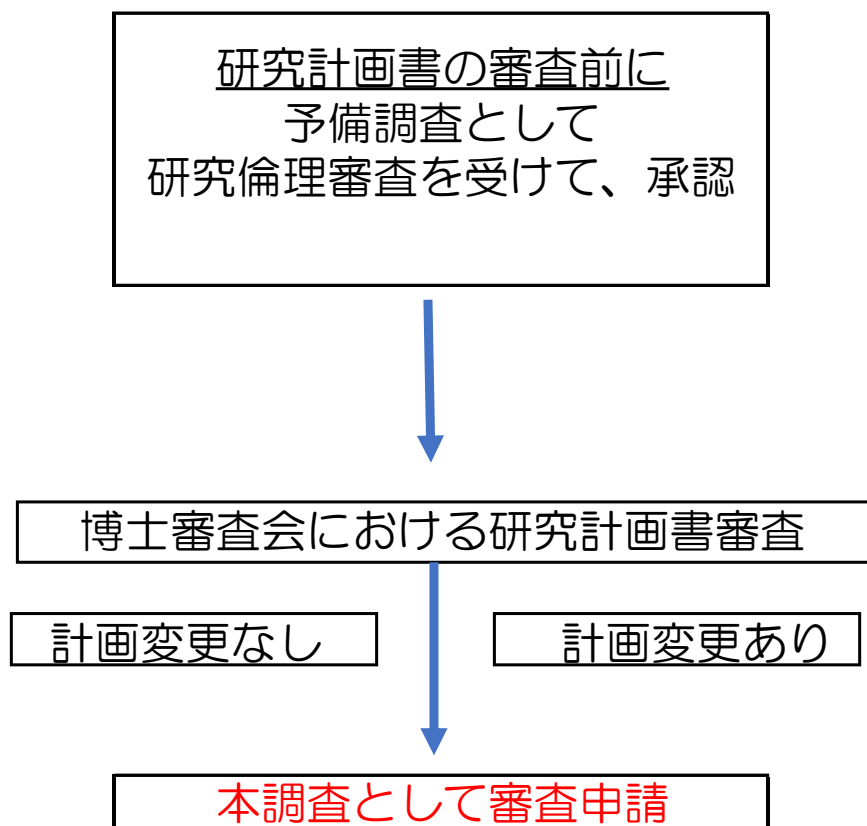 研究計画書の審査前に
予備調査として
研究倫理審査を受けて、承認
博士審査会における研究計画書審査
計画変更なし
計画変更あり
本調査として審査申請